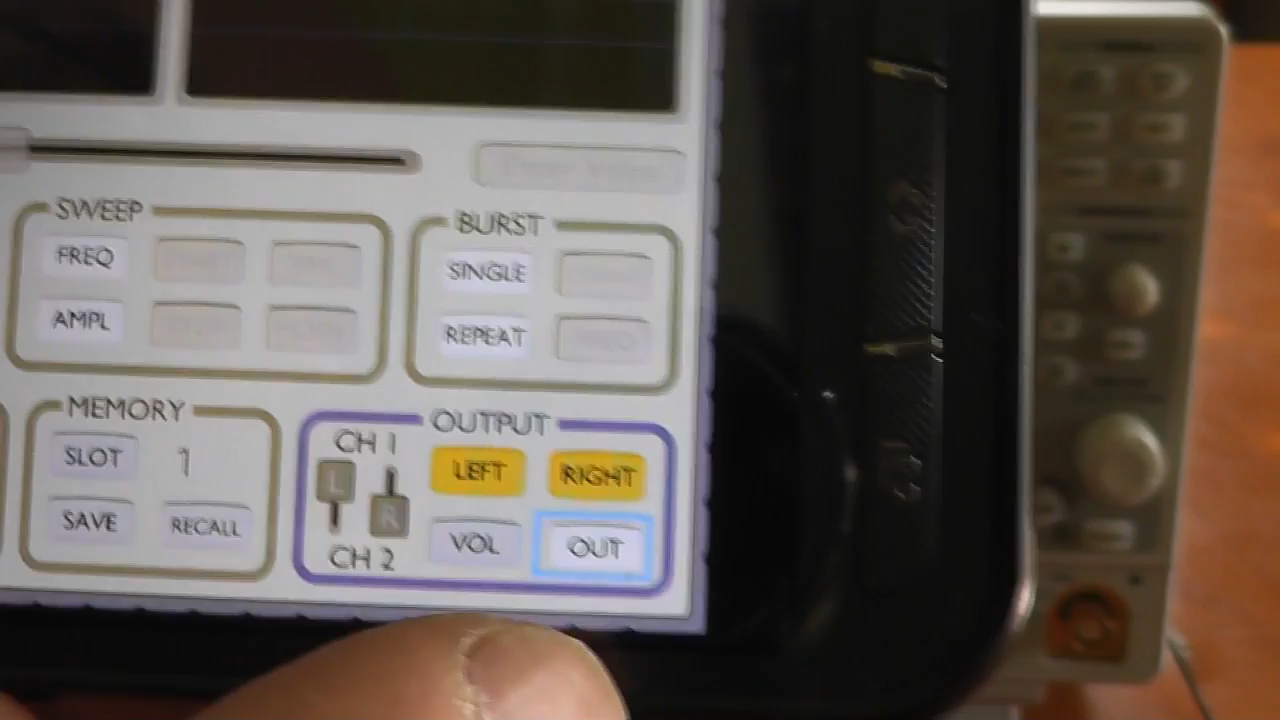 SWEEP
FREQ
AMPL
BURST
SINGLE
REPEAT
MEMORY
SLOT 1
SAVE RECALL
OUTPUT
CH 1 LEFT RIGHT
L R
VOL OUT
CH 2